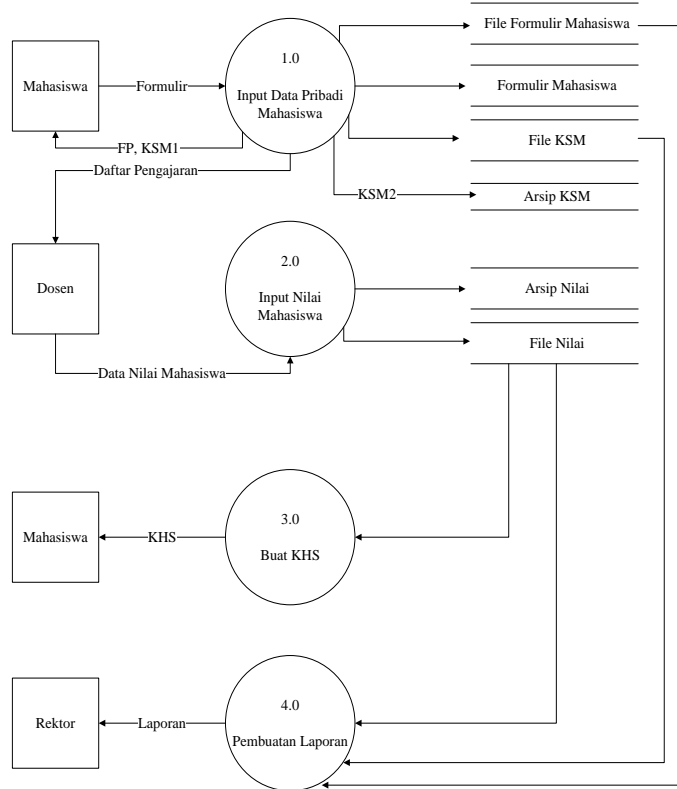 File Formulir Mahasiswa
1.0
Mahasiswa
Formulir
Input Data Pribadi
Mahasiswa
Formulir Mahasiswa
FP, KSM1
File KSM
Daftar Pengajaran
KSM2
Arsip KSM
2.0
Dosen
Input Nilai
Mahasiswa
Arsip Nilai
File Nilai
Data Nilai Mahasiswa
3.0
Mahasiswa
KHS
Buat KHS
4.0
Rektor
Laporan
Pembuatan Laporan